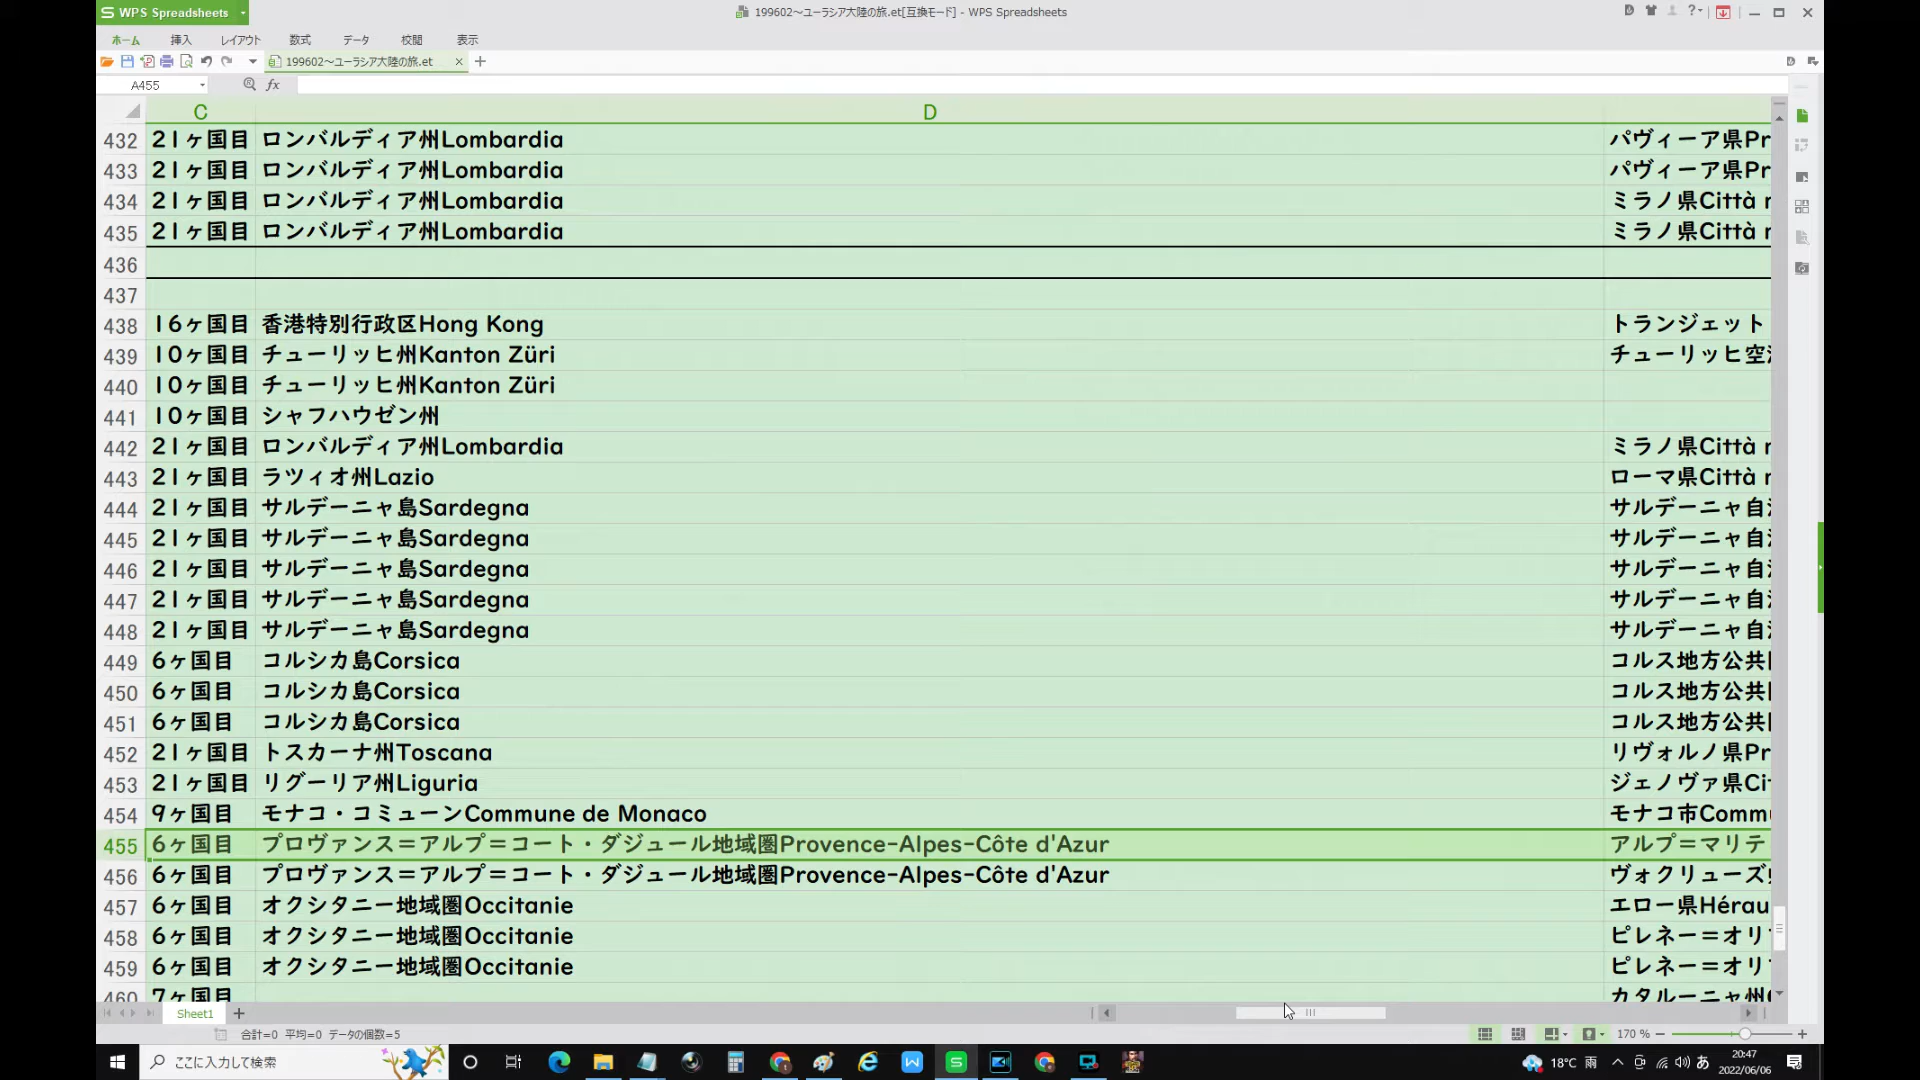 WPS Spreadsheets
199602～ユーラシア大陸の旅.et[互換モード] - WPS Spreadsheets
ホーム 挿入 レイアウト 数式 データ 校閲 表示
199602～ユーラシア大陸の旅.et
A455 fx
C D
432 21ヶ国目 ロンバルディア州Lombardia パヴィーア県Pr
433 21ヶ国目 ロンバルディア州Lombardia パヴィーア県Pr
434 21ヶ国目 ロンバルディア州Lombardia ミラノ県Città
435 21ヶ国目 ロンバルディア州Lombardia ミラノ県Città
436
437
438 16ヶ国目 香港特別行政区Hong Kong トランジェット
439 10ヶ国目 チューリッヒ州Kanton Züri チューリッヒ空
440 10ヶ国目 チューリッヒ州Kanton Züri
441 10ヶ国目 シャフハウゼン州
442 21ヶ国目 ロンバルディア州Lombardia ミラノ県Città
443 21ヶ国目 ラツィオ州Lazio ローマ県Città
444 21ヶ国目 サルデーニャ島Sardegna サルデーニャ自
445 21ヶ国目 サルデーニャ島Sardegna サルデーニャ自
446 21ヶ国目 サルデーニャ島Sardegna サルデーニャ自
447 21ヶ国目 サルデーニャ島Sardegna サルデーニャ自
448 21ヶ国目 サルデーニャ島Sardegna サルデーニャ自
449 6ヶ国目 コルシカ島Corsica コルス地方公共
450 6ヶ国目 コルシカ島Corsica コルス地方公共
451 6ヶ国目 コルシカ島Corsica コルス地方公共
452 21ヶ国目 トスカーナ州Toscana リヴォルノ県Pr
453 21ヶ国目 リグーリア州Liguria ジェノヴァ県Ci
454 9ヶ国目 モナコ・コミューンCommune de Monaco モナコ市Comm
455 6ヶ国目 プロヴァンス＝アルプ＝コート・ダジュール地域圏Provence-Alpes-Côte d'Azur アルプ＝マリテ
456 6ヶ国目 プロヴァンス＝アルプ＝コート・ダジュール地域圏Provence-Alpes-Côte d'Azur ヴォクリューズ
457 6ヶ国目 オクシタニー地域圏Occitanie エロー県Hérau
458 6ヶ国目 オクシタニー地域圏Occitanie ピレネー＝オリ
459 6ヶ国目 オクシタニー地域圏Occitanie ピレネー＝オリ
460 7ヶ国目 カタルーニャ州
Sheet1
合計=0 平均=0 データの個数=5 170 %
ここに入力して検索 18°C 雨 あ 20:47
2022/06/06